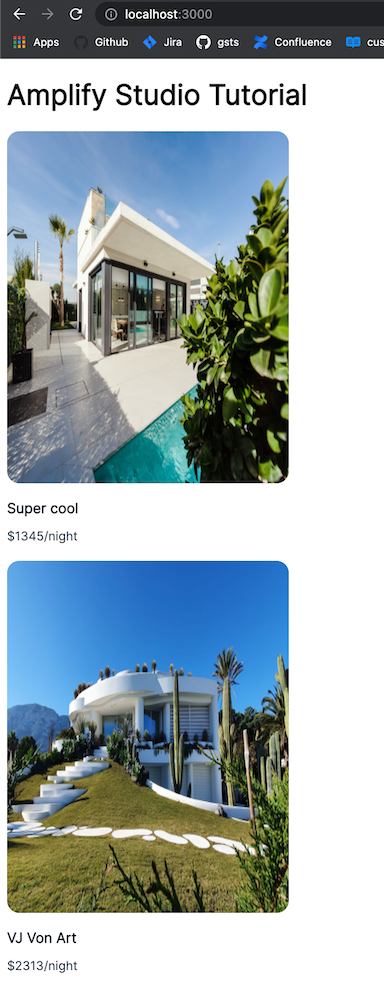 localhost:3000
Apps Github Jira gsts Confluence cus
Amplify Studio Tutorial
Super cool
$1345/night
VJ Von Art
$2313/night